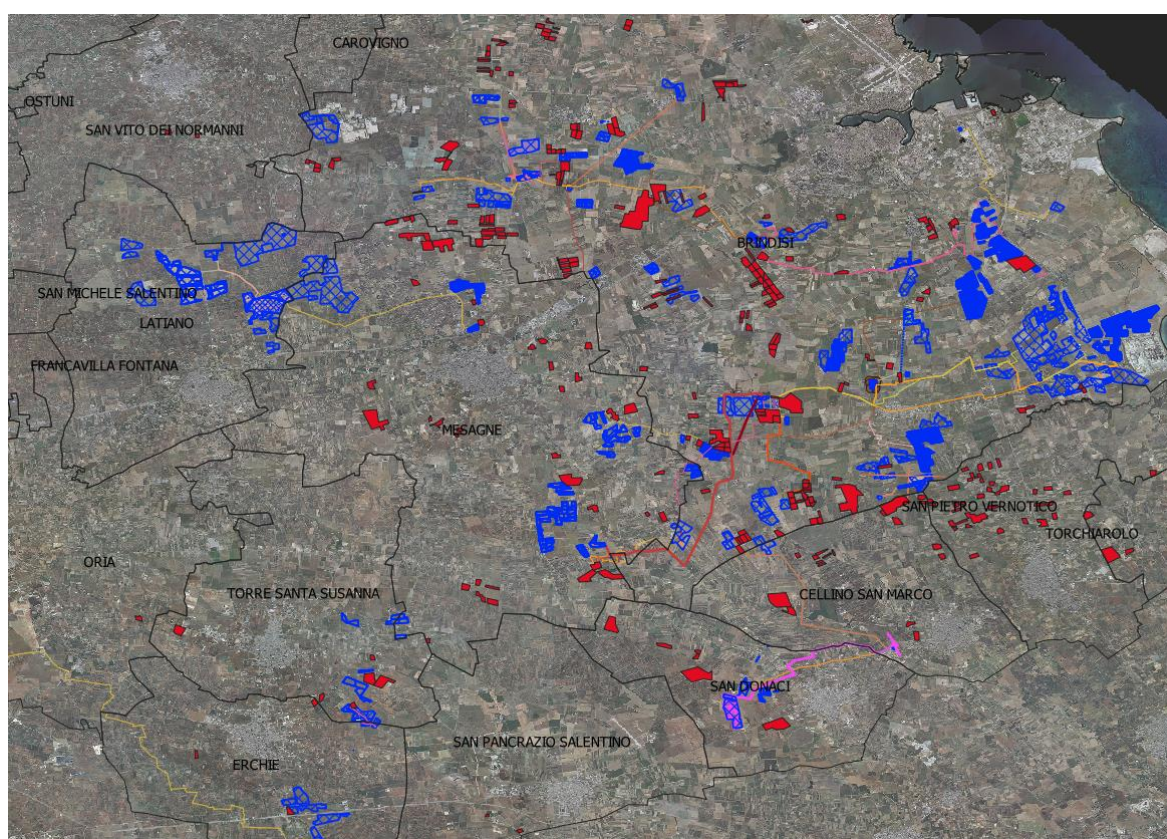 CAROVIGNO
OSTUNI
SAN VITO DEI NORMANNI
BRINDISI
SAN MICHELE SALENTINO
LATIANO
FRANCAVILLA FONTANA
MESAGNE
SAN PIETRO VERNOTICO
TORCHIAROLO
ORIA
TORRE SANTA SUSANNA
CELLINO SAN MARCO
SAN DONACI
SAN PANCRAZIO SALENTINO
ERCHIE